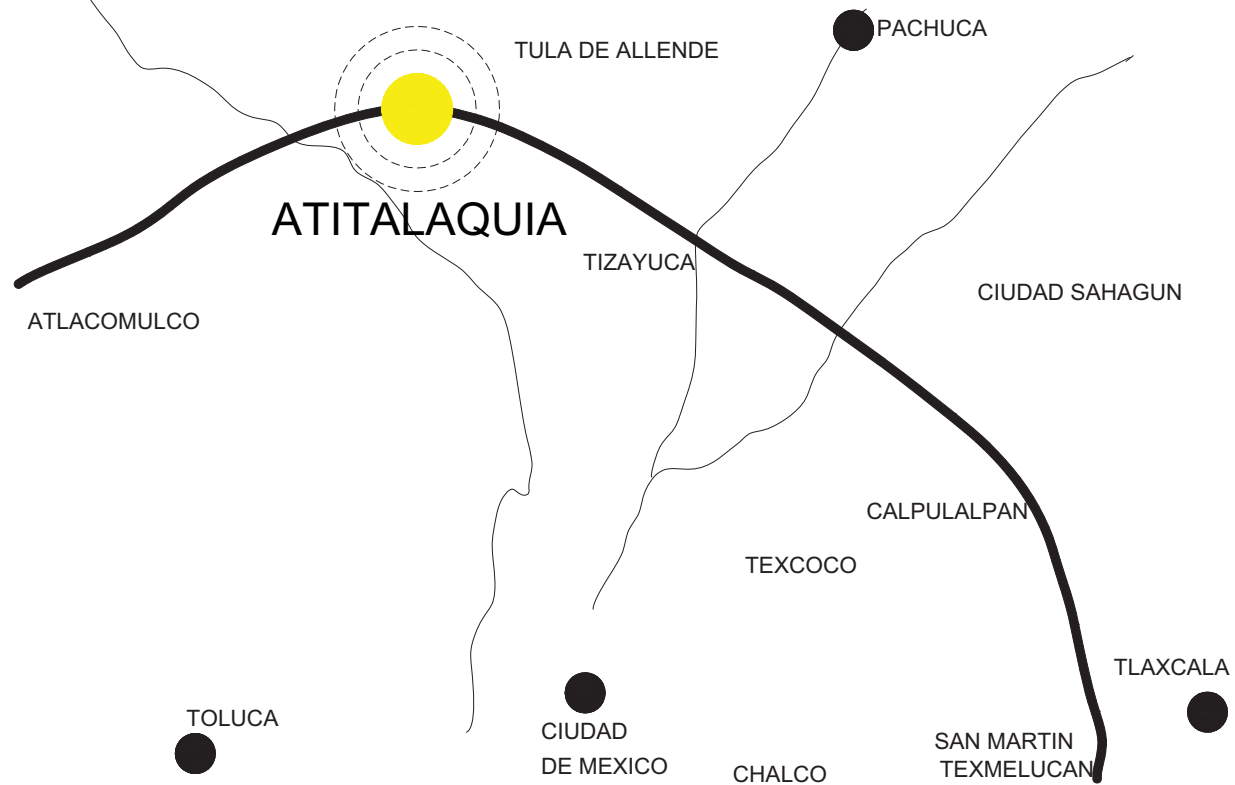 PACHUCA
TULA DE ALLENDE
ATITALAQUIA
TIZAYUCA
CIUDAD SAHAGUN
ATLACOMULCO
CALPULALPAN
TEXCOCO
TLAXCALA
TOLUCA
CIUDAD
DE MEXICO
SAN MARTIN
TEXMELUCAN
CHALCO